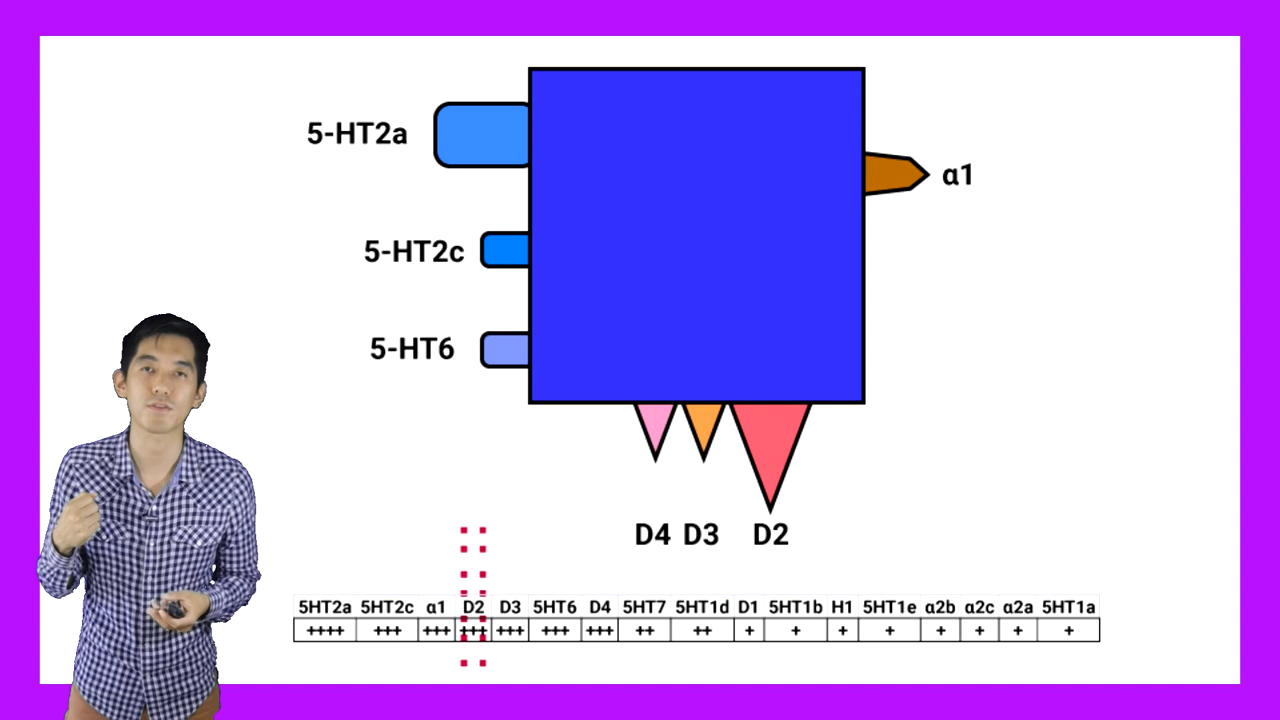 5-HT2a
α1
5-HT2c
5-HT6
D4 D3 D2
5HT2a 5HT2c α1 D2 D3 5HT6 D4 5HT7 5HT1d D1 5HT1b H1 5HT1e α2b α2c α2a 5HT1a
++++ +++ +++ +++ +++ +++ +++ ++ ++ + + + + + + + +